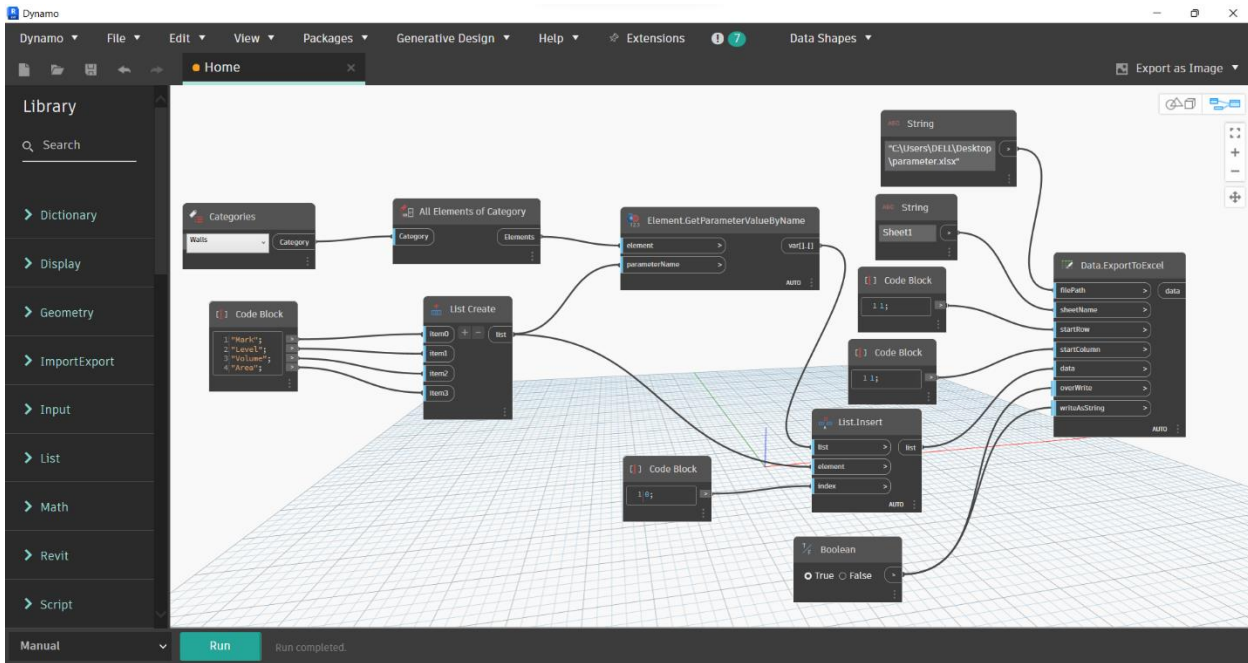 Dynamo
Dynamo File Edit View Packages Generative Design Help Extensions 7 Data Shapes
Home
Export as Image
Library
Search
Dictionary
Display
Geometry
ImportExport
Input
List
Math
Revit
Script
Categories
Walls
Category
All Elements of Category
Category
Elements
[ ] Code Block
1 "Mark";
2 "Level";
3 "Volume";
4 "Area";
List Create
item0 + - list
item1
item2
item3
123
Element.GetParameterValueByName
element > var[]..[]
parameterName >
AUTO
ABC String
"C:\Users\DELL\Desktop
\parameter.xlsx"
>
ABC String
Sheet1
>
[ ] Code Block
1 1;
>
[ ] Code Block
1 1;
>
Data.ExportToExcel
filePath > data
sheetName >
startRow >
startColumn >
data >
overWrite >
writeAsString >
AUTO
[ ] Code Block
1 0;
>
List.Insert
list > list
element >
index >
AUTO
Boolean
True False >
Manual
Run
Run completed.